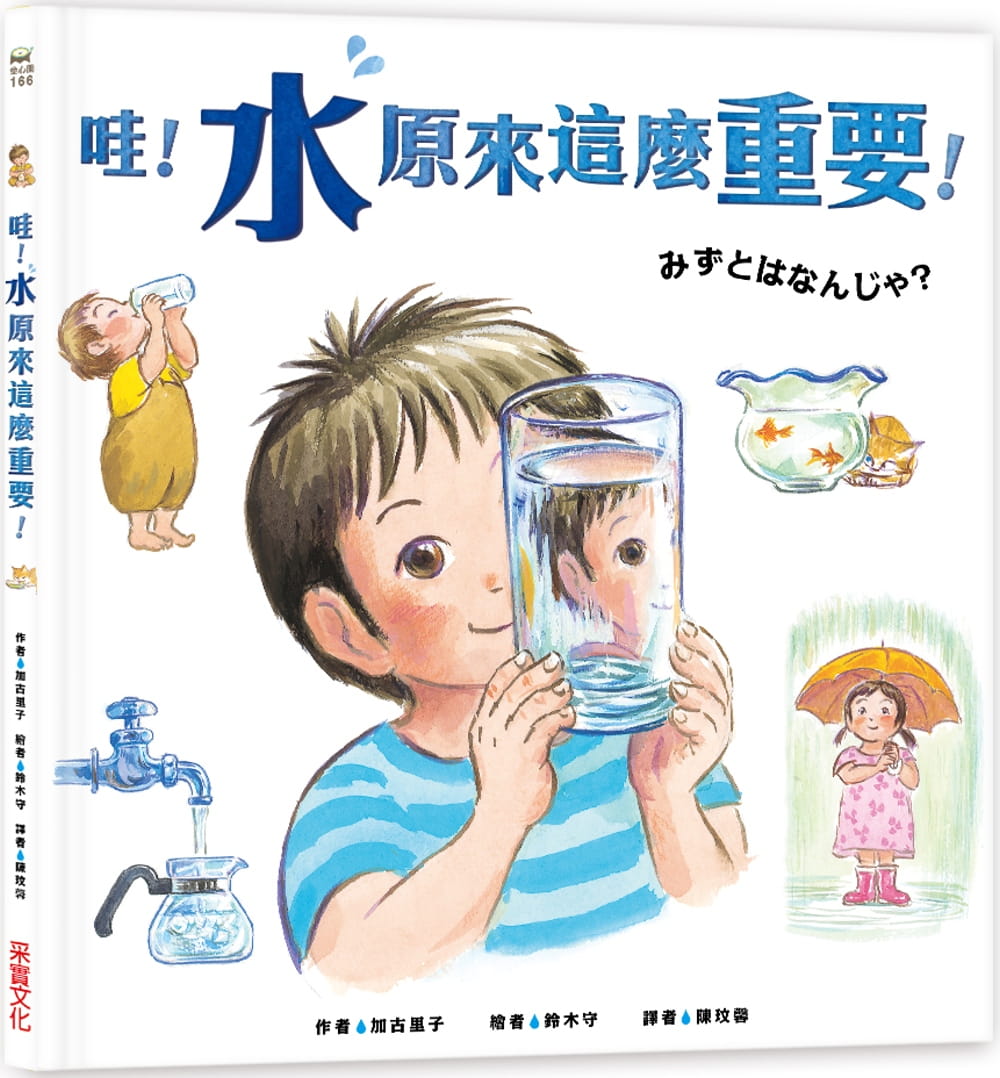 哇！水原來這麼重要！
みずとはなんじゃ？
作者 加古里子 繪者 鈴木守 譯者 陳玟蓉
166
哇！水原來這麼重要！
作者 加古里子 繪者 鈴木守 譯者 陳玟蓉
采實文化